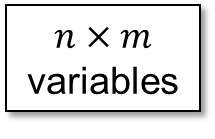 n × m
variables